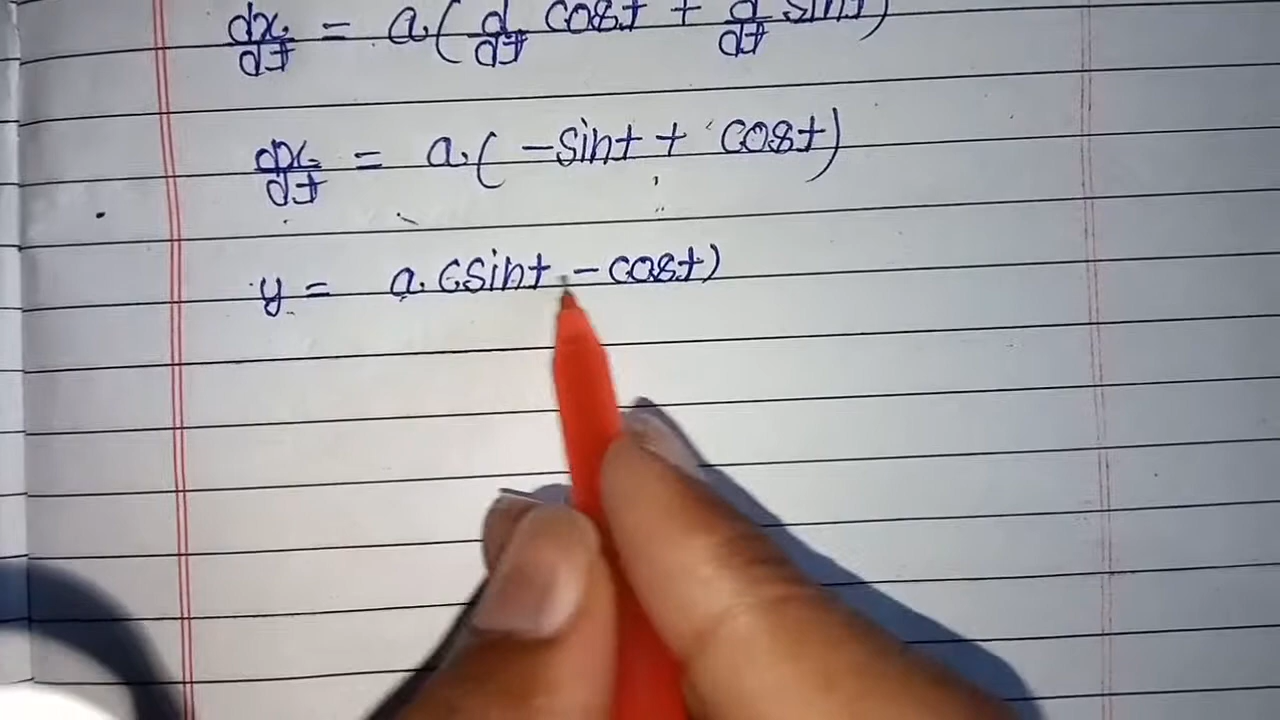 dx/dt = a.(d/dt cost + d/dt sint)
dx/dt = a.(-sint + cost)
y = a.(sint - cost)